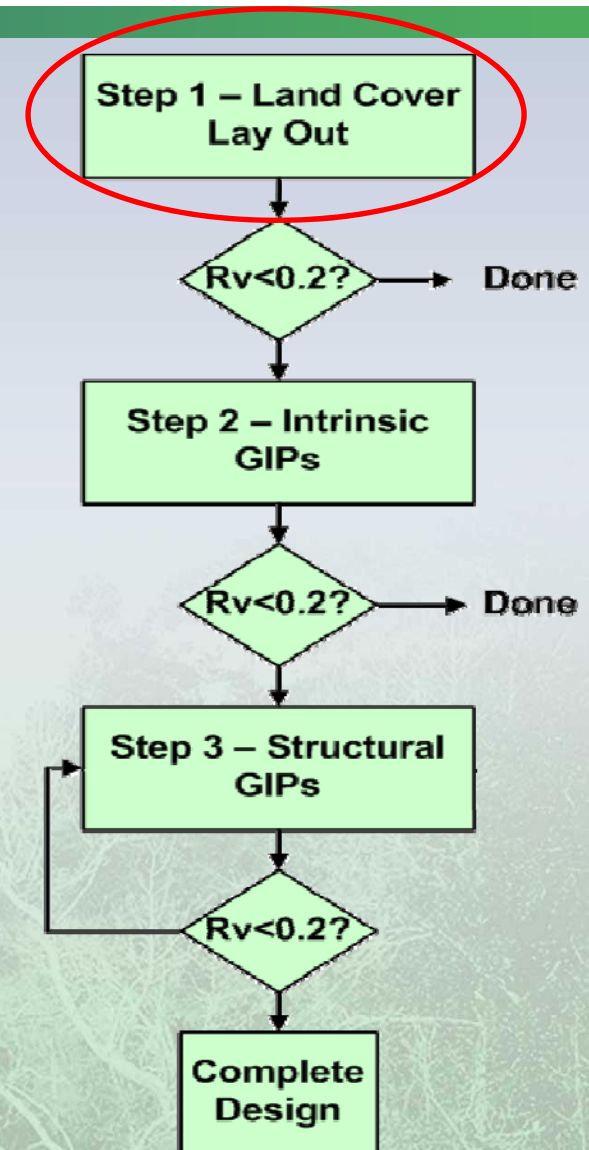 Step 1 – Land Cover
Lay Out
Rv<0.2?
Done
Step 2 – Intrinsic
GIPs
Rv<0.2?
Done
Step 3 – Structural
GIPs
Rv<0.2?
Complete
Design